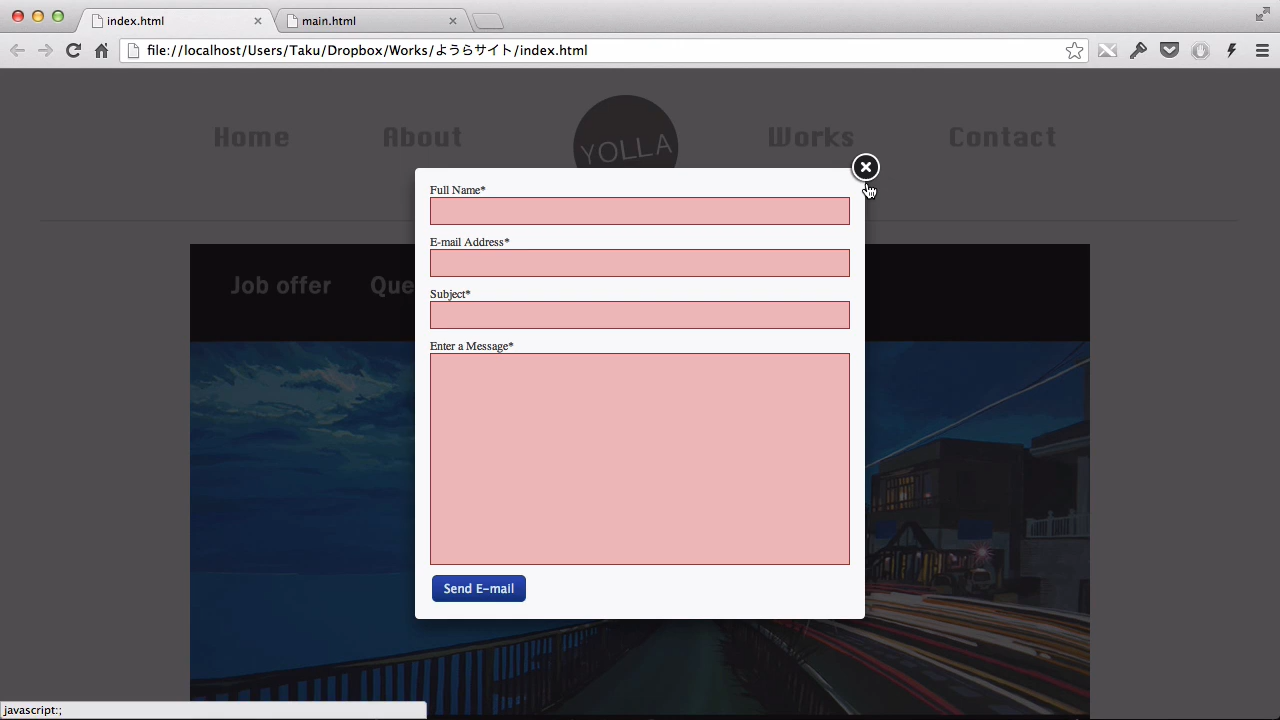 index.html
main.html
file://localhost/Users/Taku/Dropbox/Works/ようらサイト/index.html
Home
About
YOLLA
Works
Contact
Full Name*
E-mail Address*
Job offer
Que
Subject*
Enter a Message*
Send E-mail
javascript:;